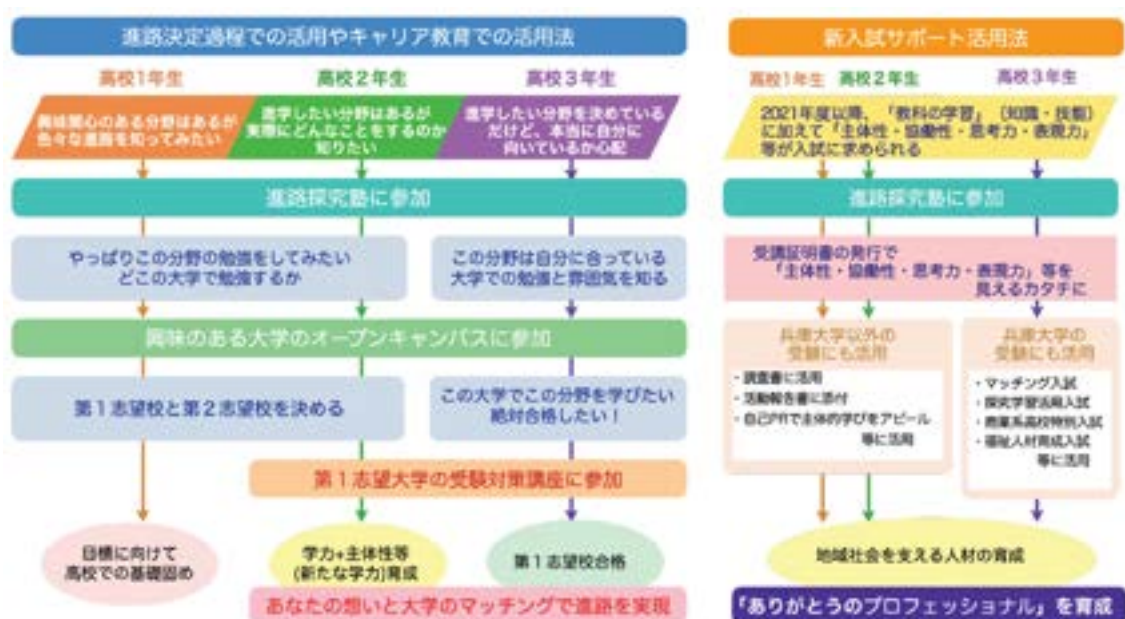 進路決定過程での活用やキャリア教育での活用法
高校1年生
高校2年生
高校3年生
興味関心のある分野はあるが
色々な進路を知ってみたい
進学したい分野はあるが
実際にどんなことをするのか
知りたい
進学したい分野を決めている
だけど、本当に自分に
向いているか心配
進路探究塾に参加
やっぱりこの分野の勉強をしてみたい
どこの大学で勉強するか
この分野は自分に合っている
大学での勉強と雰囲気を知る
興味のある大学のオープンキャンパスに参加
第1志望校と第2志望校を決める
この大学でこの分野を学びたい
絶対合格したい!
第1志望大学の受験対策講座に参加
目標に向けて
高校での基礎固め
学力+主体性等
(新たな学力)育成
第1志望校合格
あなたの想いと大学のマッチングで進路を実現
新入試サポート活用法
高校1年生
高校2年生
高校3年生
2021年度以降、「教科の学習」(知識・技能)
に加えて「主体性・協働性・思考力・表現力」
等が入試に求められる
進路探究塾に参加
受講証明書の発行で
「主体性・協働性・思考力・表現力」等を
見えるカタチに
兵庫大学以外の
受験にも活用
・調査書に活用
・活動報告書に添付
・自己PRで主体的学びをアピール
等に活用
兵庫大学の
受験にも活用
・マッチング入試
・探究学習活用入試
・商業系高校特別入試
・福祉人材育成入試
等に活用
地域社会を支える人材の育成
「ありがとうのプロフェッショナル」を育成